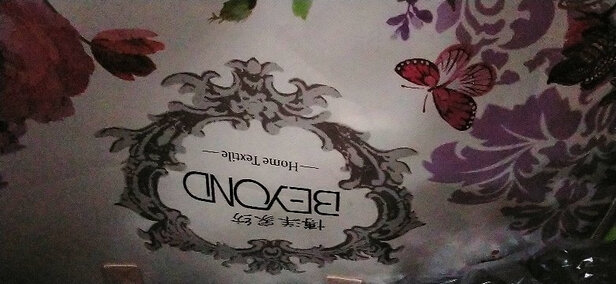 博洋家纺
BEYOND
—Home Textile—